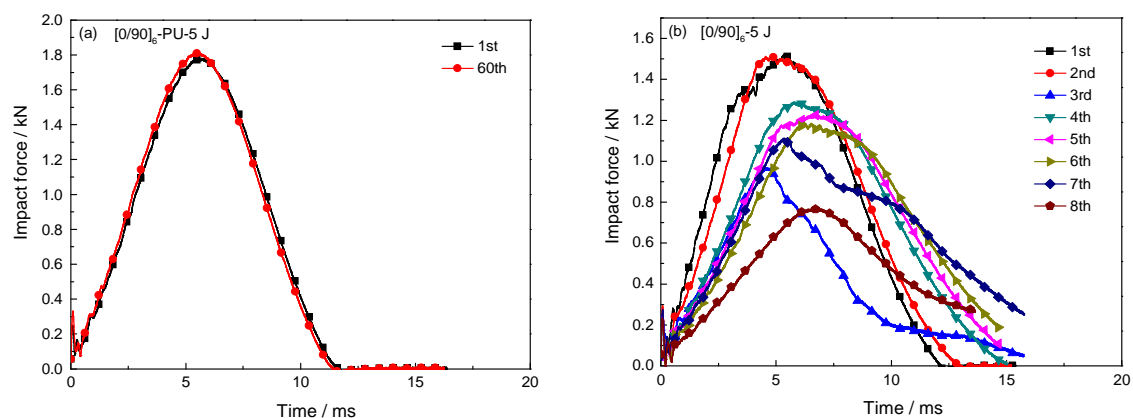 (a) [0/90]₆-PU-5 J
1st
60th
Impact force / kN
2.0
1.8
1.6
1.4
1.2
1.0
0.8
0.6
0.4
0.2
0.0
0 5 10 15 20
Time / ms
(b) [0/90]₆-5 J
1st
2nd
3rd
4th
5th
6th
7th
8th
Impact force / kN
1.6
1.4
1.2
1.0
0.8
0.6
0.4
0.2
0.0
0 5 10 15 20
Time / ms